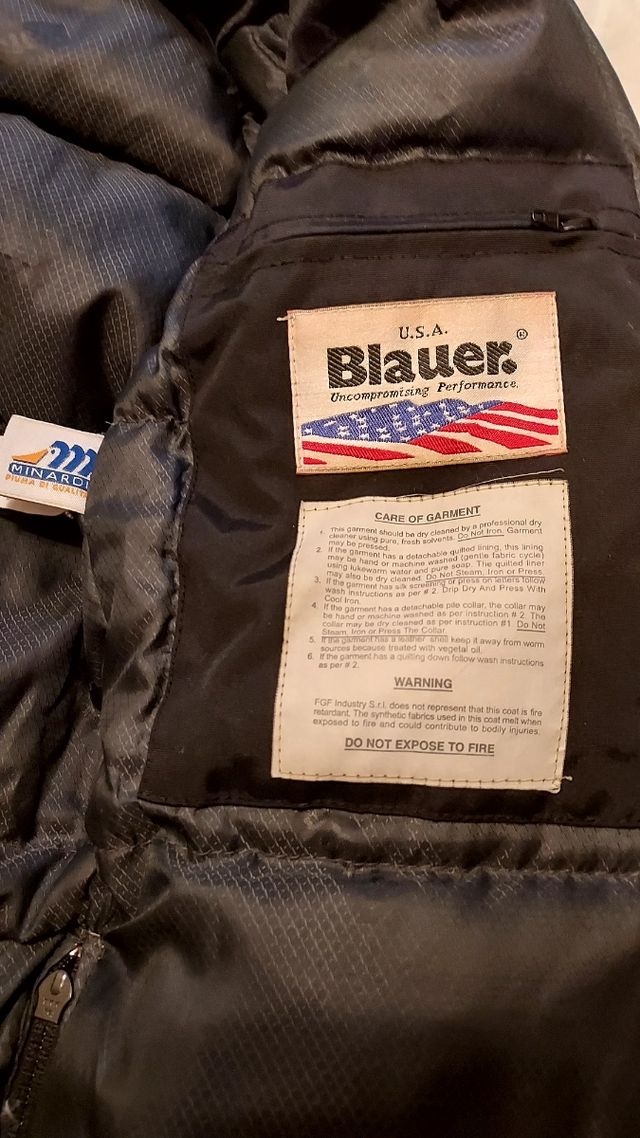 U.S.A.
Blauer.®
Uncompromising Performance.
MINARDI
PIUMA DI QUALITA
CARE OF GARMENT
1. This garment should be dry cleaned by a professional dry
cleaner using pure, fresh solvents. Do Not Iron. Garment
may be pressed.
2. If the garment has a detachable quilted lining, this lining
may be hand or machine washed (gentle fabric cycle)
using lukewarm water and pure soap. The quilted liner
may also be dry cleaned. Do Not Steam, Iron or Press.
3. If the garment has silk screening or press on letters follow
wash instructions as per # 2. Drip Dry And Press With
Cool Iron.
4. If the garment has a detachable pile collar, the collar may
be hand or machine washed as per instruction # 2. The
collar may be dry cleaned as per instruction #1. Do Not
Steam, Iron or Press The Collar.
5. If the garment has a leather shell keep it away from worm
sources because treated with vegetal oil.
6. If the garment has a quilting down follow wash instructions
as per # 2.
WARNING
FGF Industry S.r.l. does not represent that this coat is fire
retardant. The synthetic fabrics used in this coat melt when
exposed to fire and could contribute to bodily injuries.
DO NOT EXPOSE TO FIRE